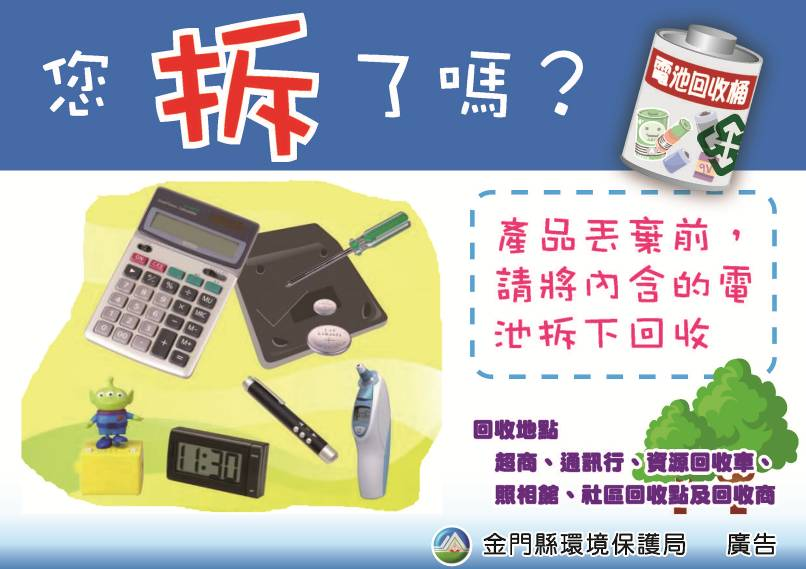 您拆了嗎？
電池回收桶
9V
產品丟棄前，
請將內含的電
池拆下回收
回收地點
超商、通訊行、資源回收車、
照相館、社區回收點及回收商
金門縣環境保護局 廣告